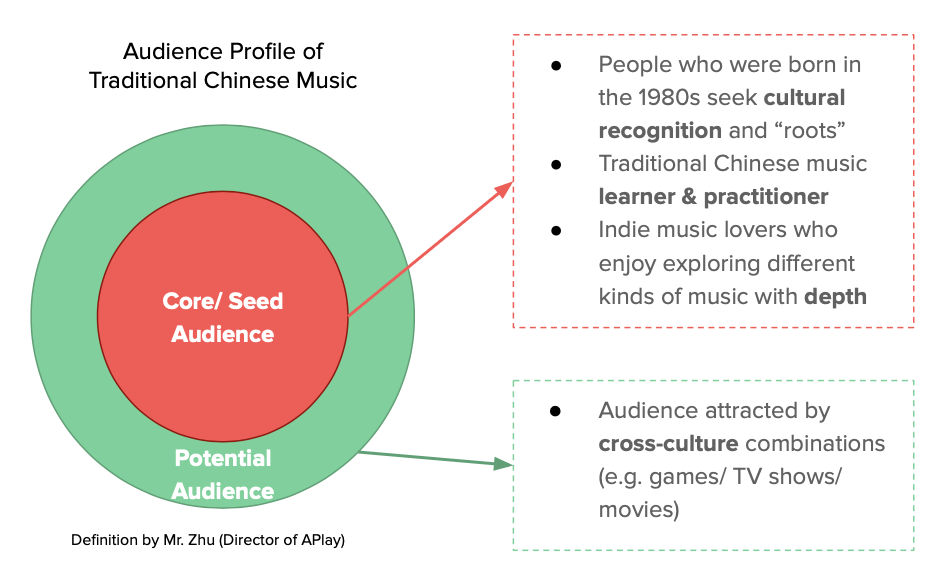 Audience Profile of
Traditional Chinese Music
Core/ Seed
Audience
Potential
Audience
Definition by Mr. Zhu (Director of APlay)
● People who were born in
the 1980s seek cultural
recognition and “roots”
● Traditional Chinese music
learner & practitioner
● Indie music lovers who
enjoy exploring different
kinds of music with depth
● Audience attracted by
cross-culture combinations
(e.g. games/ TV shows/
movies)